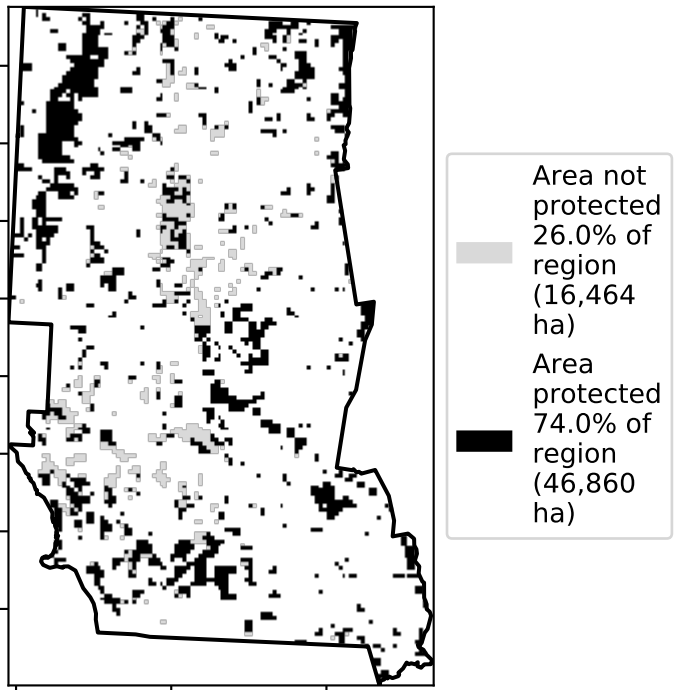 Area not
protected
26.0% of
region
(16,464
ha)
Area
protected
74.0% of
region
(46,860
ha)